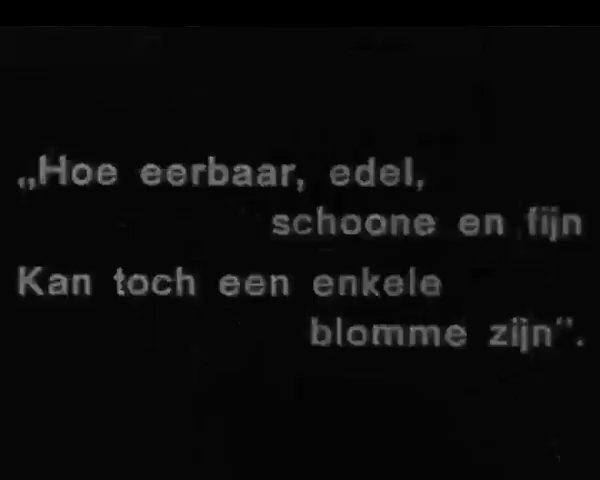 „Hoe eerbaar, edel,
schoone en fijn
Kan toch een enkele
blomme zijn".